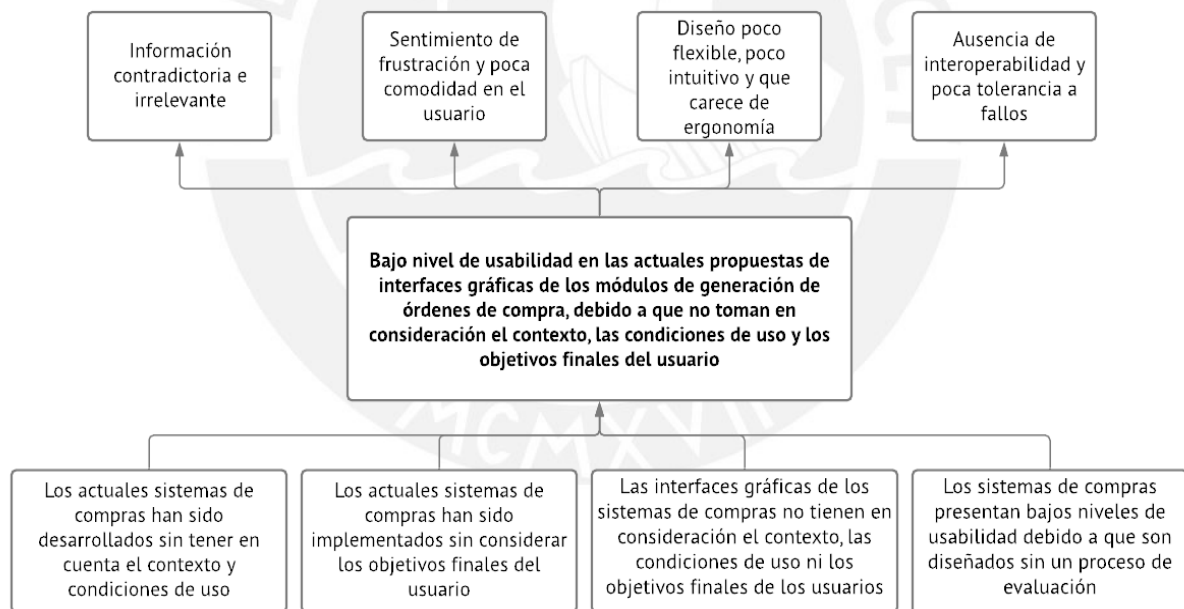 Información
contradictoria e
irrelevante
Sentimiento de
frustración y poca
comodidad en el
usuario
Diseño poco
flexible, poco
intuitivo y que
carece de
ergonomía
Ausencia de
interoperabilidad y
poca tolerancia a
fallos
Bajo nivel de usabilidad en las actuales propuestas de
interfaces gráficas de los módulos de generación de
órdenes de compra, debido a que no toman en
consideración el contexto, las condiciones de uso y los
objetivos finales del usuario
MCMXVII
Los actuales sistemas de
compras han sido
desarrollados sin tener en
cuenta el contexto y
condiciones de uso
Los actuales sistemas de
compras han sido
implementados sin considerar
los objetivos finales del
usuario
Las interfaces gráficas de los
sistemas de compras no tienen en
consideración el contexto, las
condiciones de uso ni los
objetivos finales de los usuarios
Los sistemas de compras
presentan bajos niveles de
usabilidad debido a que son
diseñados sin un proceso de
evaluación